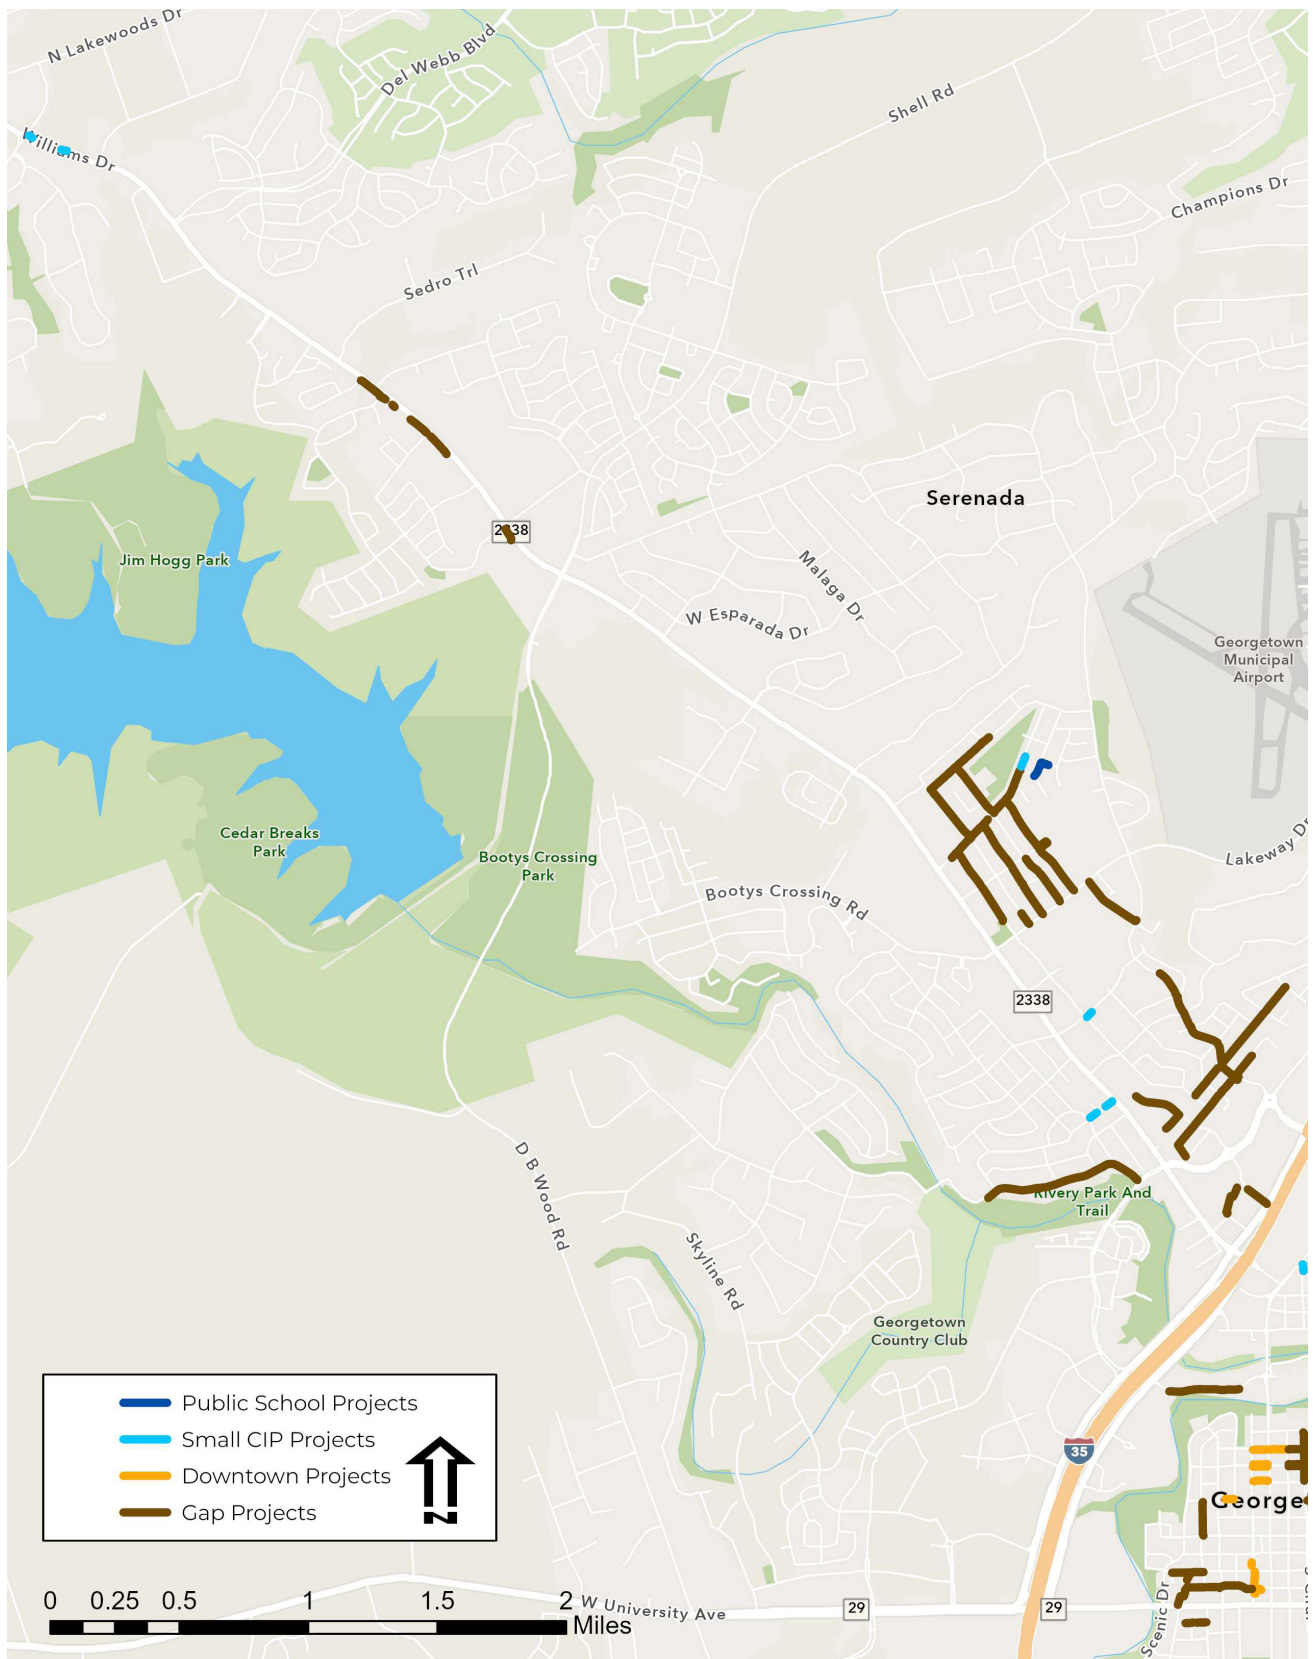 N Lakewoods Dr
Del Webb Blvd
Shell Rd
Williams Dr
Champions Dr
Sedro Trl
Serenada
2338
Jim Hogg Park
Malaga Dr
W Esparada Dr
Georgetown
Municipal
Airport
Cedar Breaks
Park
Bootys Crossing
Park
Lakeway Dr
Bootys Crossing Rd
2338
D B Wood Rd
Rivery Park And
Trail
Skyline Rd
Georgetown
Country Club
Public School Projects
Small CIP Projects
Downtown Projects
Gap Projects
N
35
George
0 0.25 0.5 1 1.5 2
Miles
W University Ave
29
29
Scenic Dr